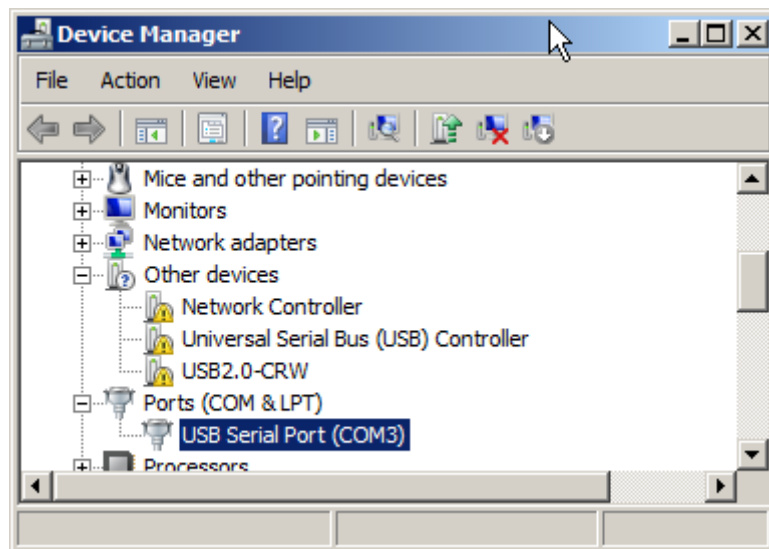 Device Manager
File Action View Help
Mice and other pointing devices
Monitors
Network adapters
Other devices
Network Controller
Universal Serial Bus (USB) Controller
USB2.0-CRW
Ports (COM & LPT)
USB Serial Port (COM3)
Processors